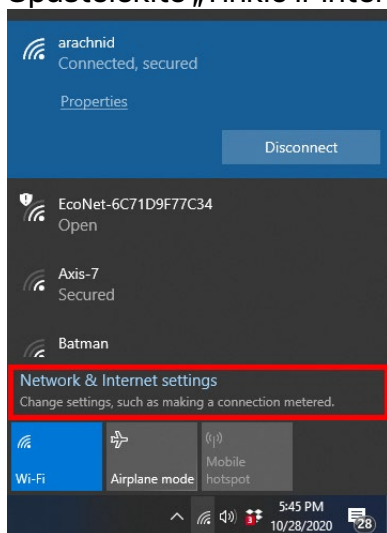 arachnid
Connected, secured
Properties
Disconnect
EcoNet-6C71D9F77C34
Open
Axis-7
Secured
Batman
Network & Internet settings
Change settings, such as making a connection metered.
Wi-Fi
Airplane mode
Mobile hotspot
5:45 PM
10/28/2020
28